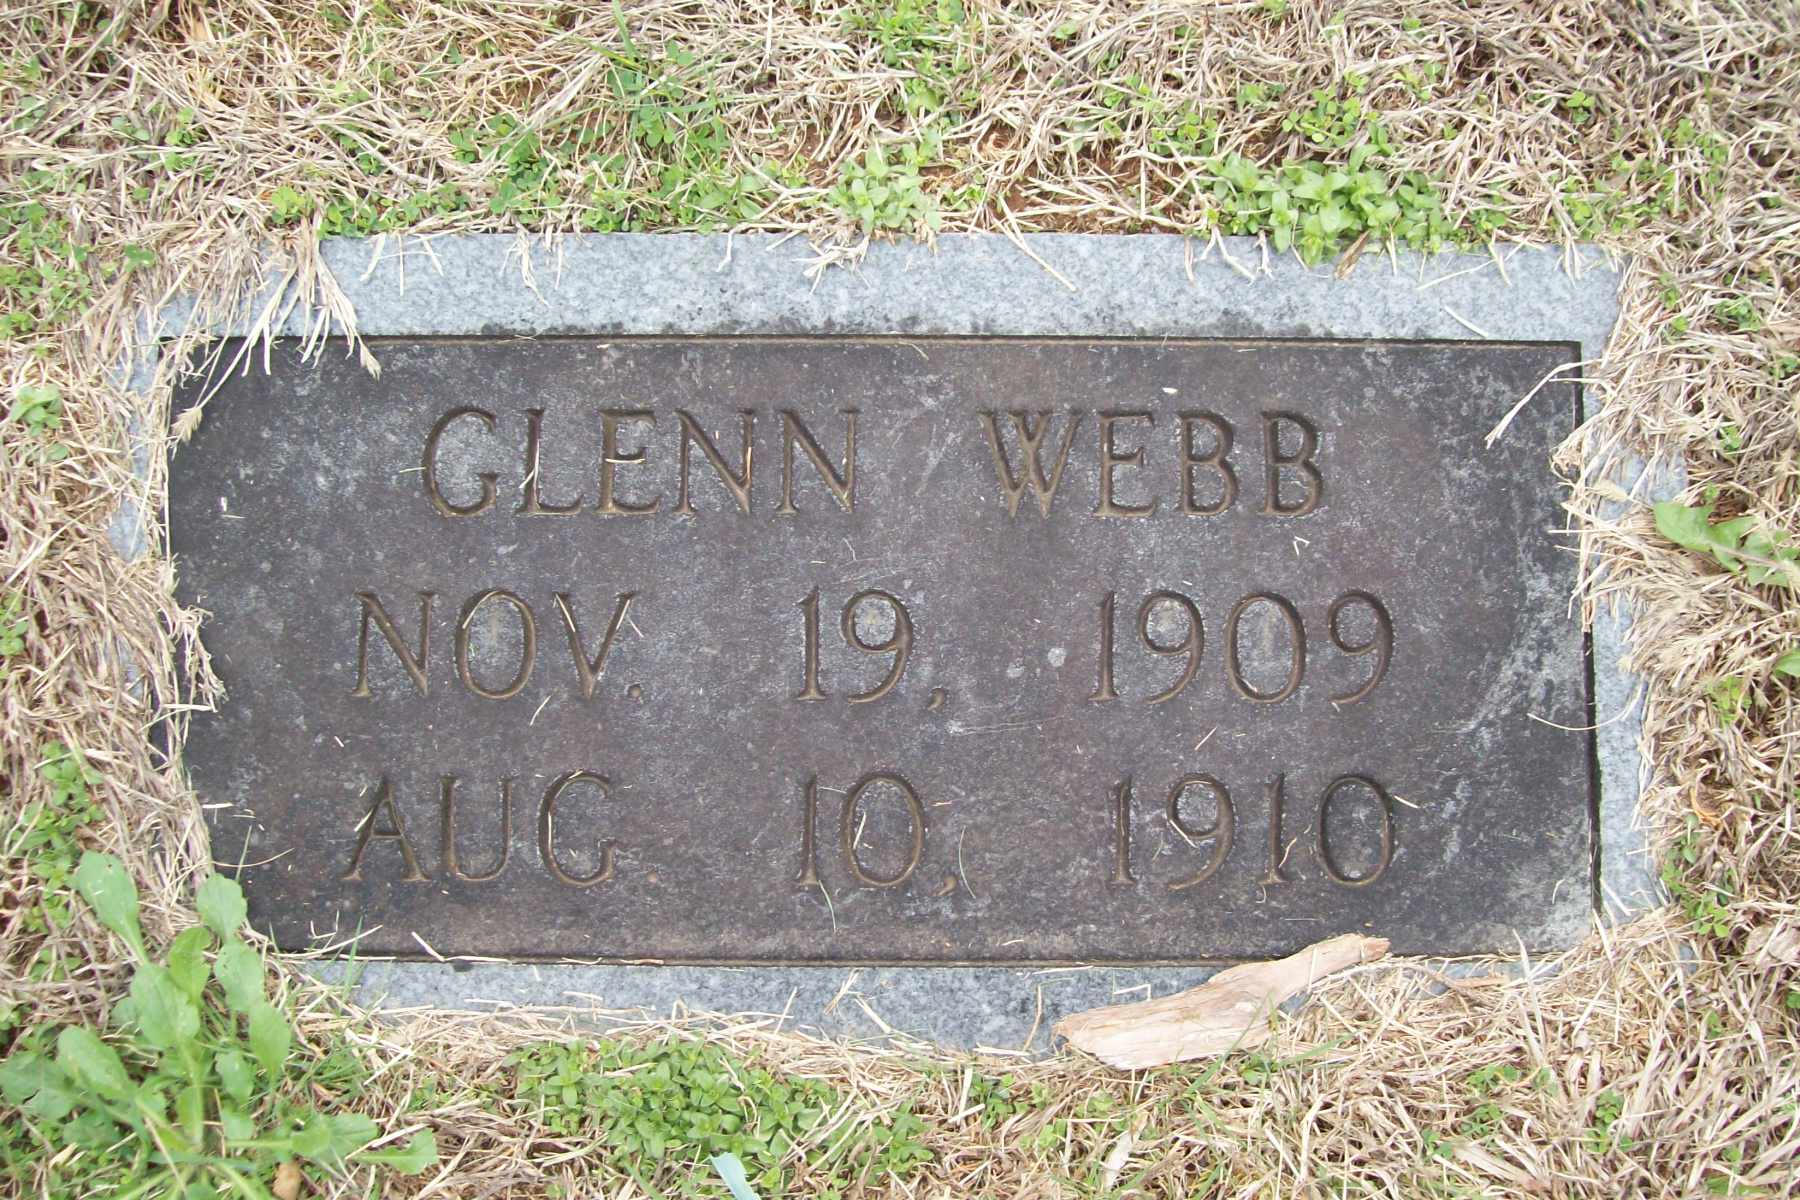 GLENN WEBB
NOV. 19, 1909
AUG. 10, 1910